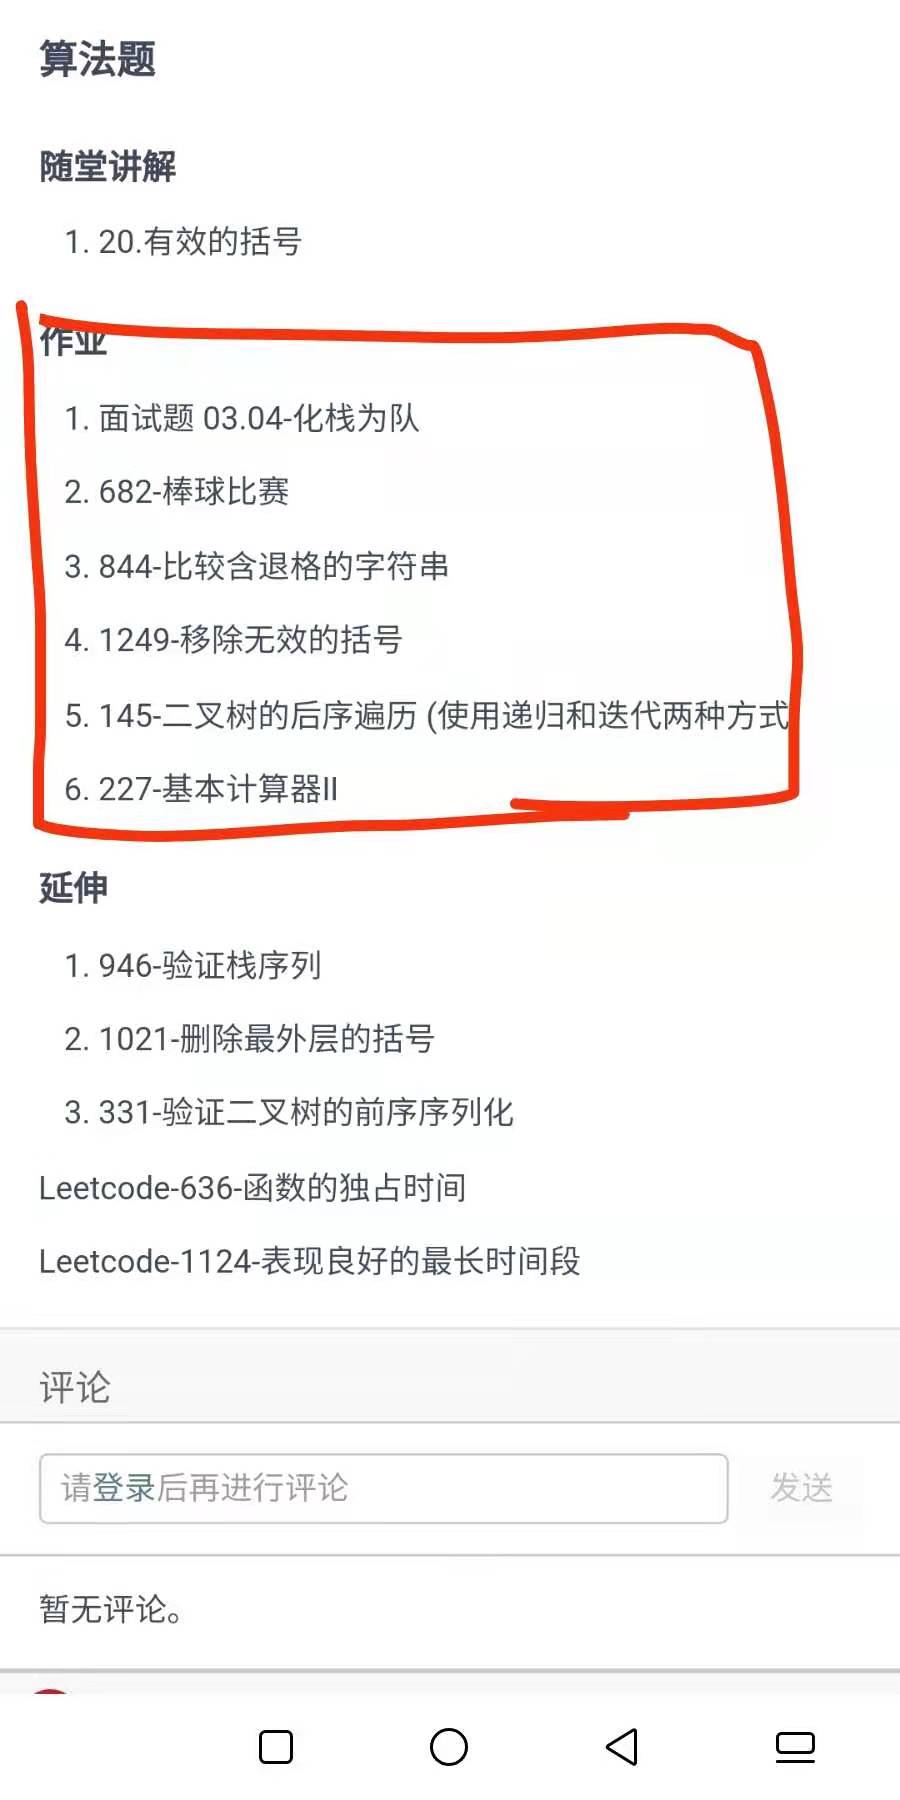 算法题
随堂讲解
1. 20.有效的括号
作业
1. 面试题 03.04-化栈为队
2. 682-棒球比赛
3. 844-比较含退格的字符串
4. 1249-移除无效的括号
5. 145-二叉树的后序遍历 (使用递归和迭代两种方式
6. 227-基本计算器II
延伸
1. 946-验证栈序列
2. 1021-删除最外层的括号
3. 331-验证二叉树的前序序列化
Leetcode-636-函数的独占时间
Leetcode-1124-表现良好的最长时间段
评论
请登录后再进行评论 发送
暂无评论。